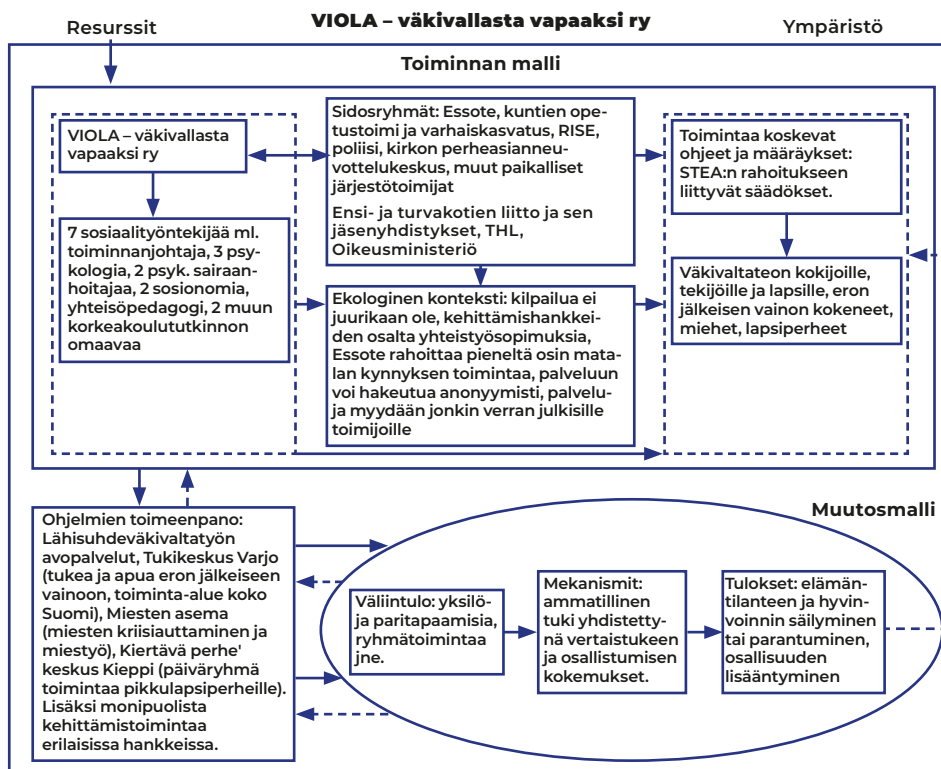 VIOLA – väkivallasta vapaaksi ry
Resurssit
Ympäristö
Toiminnan malli
VIOLA – väkivallasta
vapaaksi ry
7 sosiaalityöntekijää ml.
toiminnanjohtaja, 3 psy-
kologia, 2 psyk. sairaan-
hoitajaa, 2 sosionomia,
yhteisöpedagogi, 2 muun
korkeakoulututkinnon
omaavaa
Sidosryhmät: Essote, kuntien ope-
tustoimi ja varhaiskasvatus, RISE,
poliisi, kirkon perheasianneu-
vottelukeskus, muut paikalliset
järjestötoimijat
Ensi- ja turvakotien liitto ja sen
jäsenyhdistykset, THL,
Oikeusministeriö
Ekologinen konteksti: kilpailua ei
juurikaan ole, kehittämishankkei-
den osalta yhteistyösopimuksia,
Essote rahoittaa pieneltä osin mata-
lan kynnyksen toimintaa, palveluun
voi hakeutua anonyymisti, palvelu-
ja myydään jonkin verran julkisille
toimijoille
Toimintaa koskevat
ohjeet ja määräykset:
STEA:n rahoitukseen
liittyvät säädökset.
Väkivaltateon kokijoille,
tekijöille ja lapsille, eron
jälkeisen vainon kokeneet,
miehet, lapsiperheet
Ohjelmien toimeenpano:
Lähisuhdeväkivaltatyön
avopalvelut, Tukikeskus Varjo
(tukea ja apua eron jälkeiseen
vainoon, toiminta-alue koko
Suomi), Miesten asema
(miesten kriisiauttaminen ja
miestyö), Kiertävä perhe'
keskus Kieppi (päiväryhmä
toimintaa pikkulapsiperheille).
Lisäksi monipuolista
kehittämistoimintaa
erilaisissa hankkeissa.
Muutosmalli
Väliintulo: yksilö-
ja paritapaamisia,
ryhmätoimintaa
jne.
Mekanismit:
ammatillinen
tuki yhdistetty-
nä vertaistukeen
ja osallistumisen
kokemukset.
Tulokset: elämän-
tilanteen ja hyvin-
voinnin säilyminen
tai parantuminen,
osallisuuden
lisääntyminen